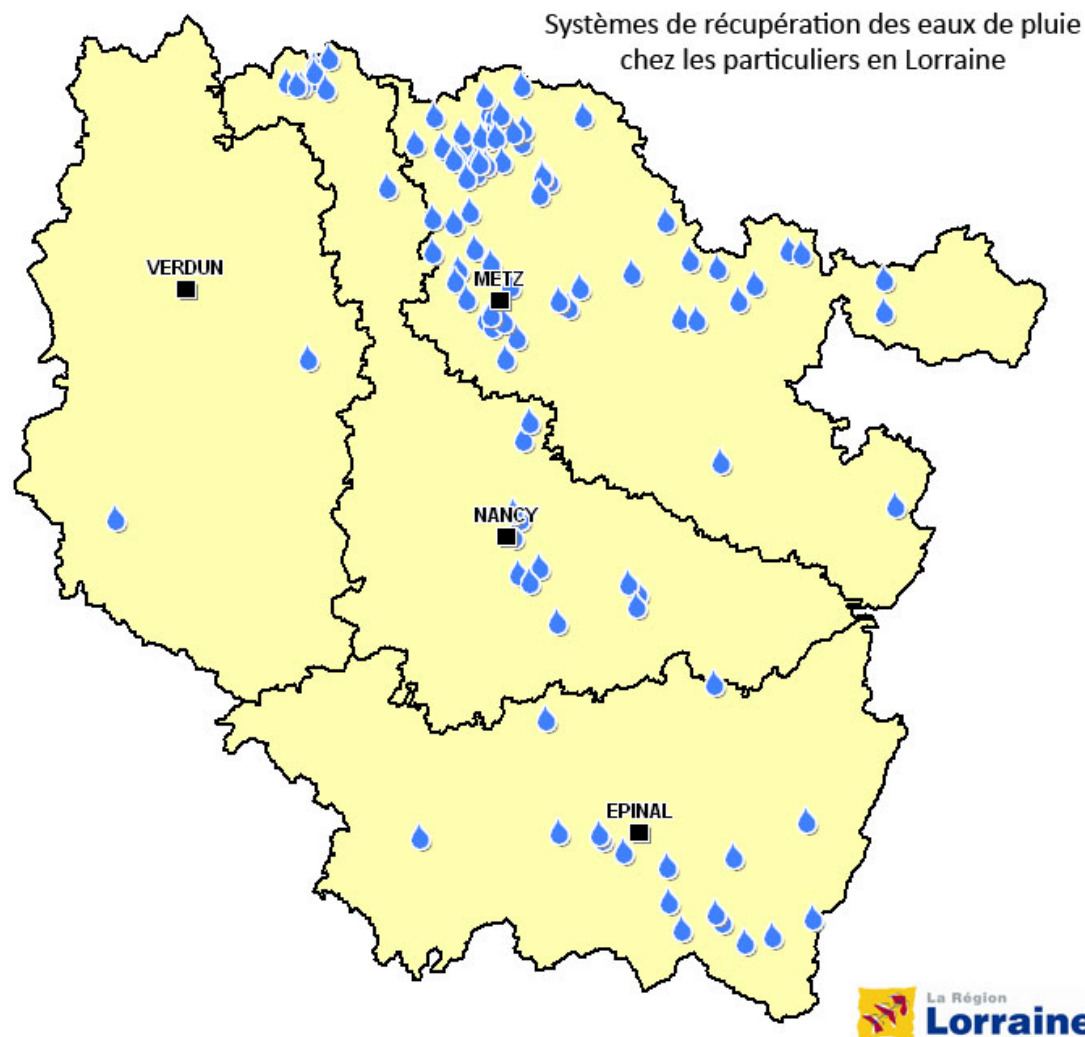 Systèmes de récupération des eaux de pluie
chez les particuliers en Lorraine
VERDUN
METZ
NANCY
EPINAL
La Région
Lorraine